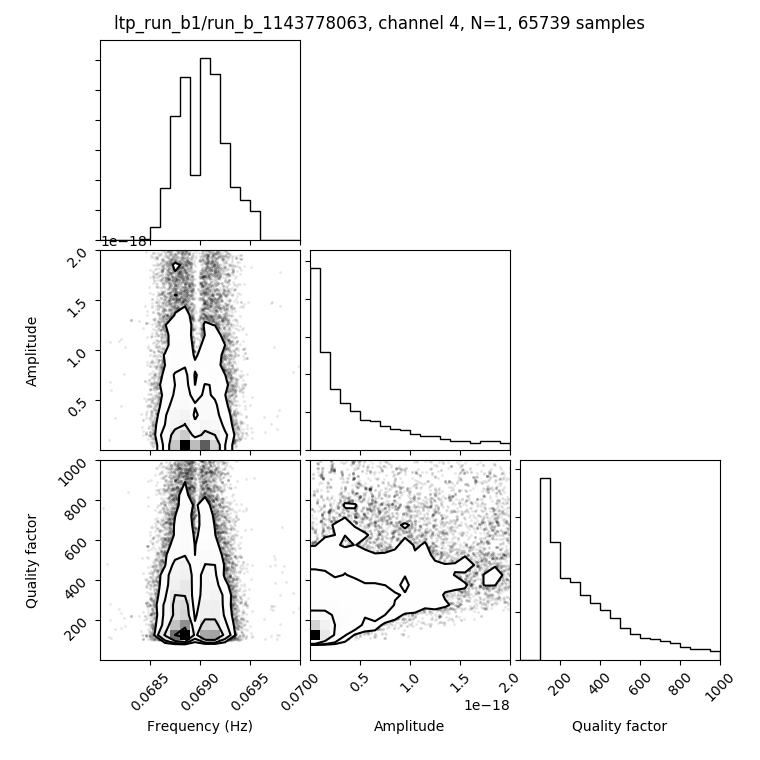 ltp_run_b1/run_b_1143778063, channel 4, N=1, 65739 samples
1e−18
2.0
1.5
1.0
0.5
Amplitude
1000
800
600
400
200
Quality factor
0.0685
0.0690
0.0695
0.0700
Frequency (Hz)
0.5
1.0
1.5
2.0
1e−18
Amplitude
200
400
600
800
1000
Quality factor